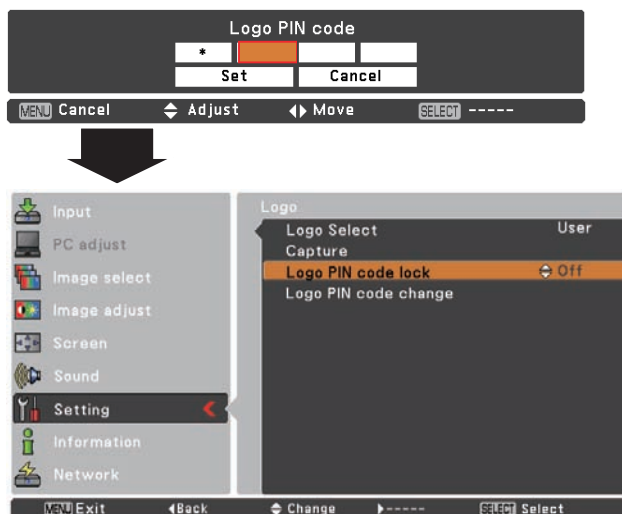 Logo PIN code
*
Set Cancel
MENU Cancel Adjust Move SELECT -----
Input
PC adjust
Image select
Image adjust
Screen
Sound
Setting
Information
Network
Logo
Logo Select User
Capture
Logo PIN code lock Off
Logo PIN code change
MENU Exit Back Change ----- SELECT Select